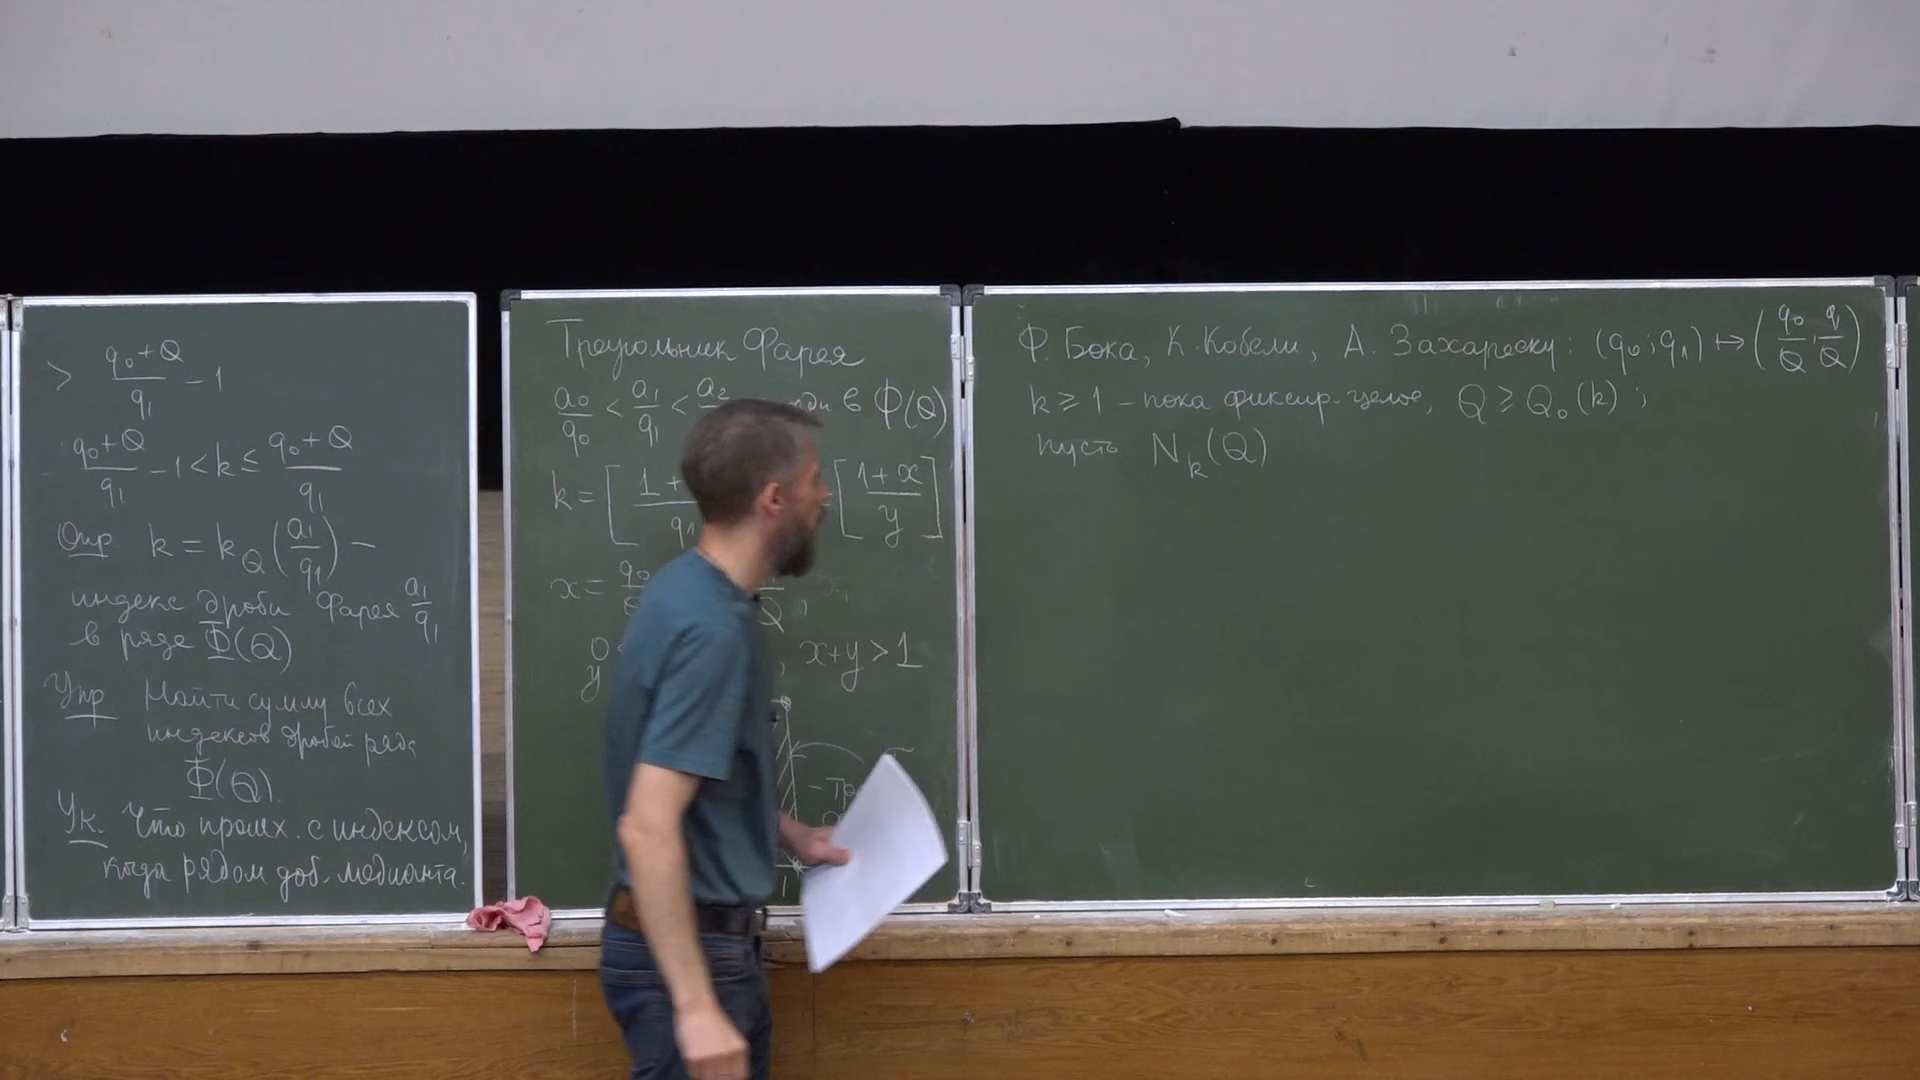 > (q₀+Q)/q₁ − 1
(q₀+Q)/q₁ − 1 < k ≤ (q₀+Q)/q₁
Опр. k = k_Q(a₁/q₁) –
индекс дроби Фарея a₁/q₁
в ряде Φ(Q)
Упр. Найти сумму всех
индексов дробей ряда
Φ(Q).
Ук. Что происх. с индексом,
когда рядом доб. медианта.
Треугольник Фарея
a₀/q₀ < a₁/q₁ < a₂ в Φ(Q)
k = [ 1 + [ (1+x)/y ]
x = q₀ Q,
0 , x+y > 1
y
1
Ф. Бока, К. Кобели, А. Захареску: (q₀; q₁) ↦ (q₀/Q, q/Q)
k ⩾ 1 – пока фиксир. целое, Q ⩾ Q₀(k);
пусть N_k(Q)